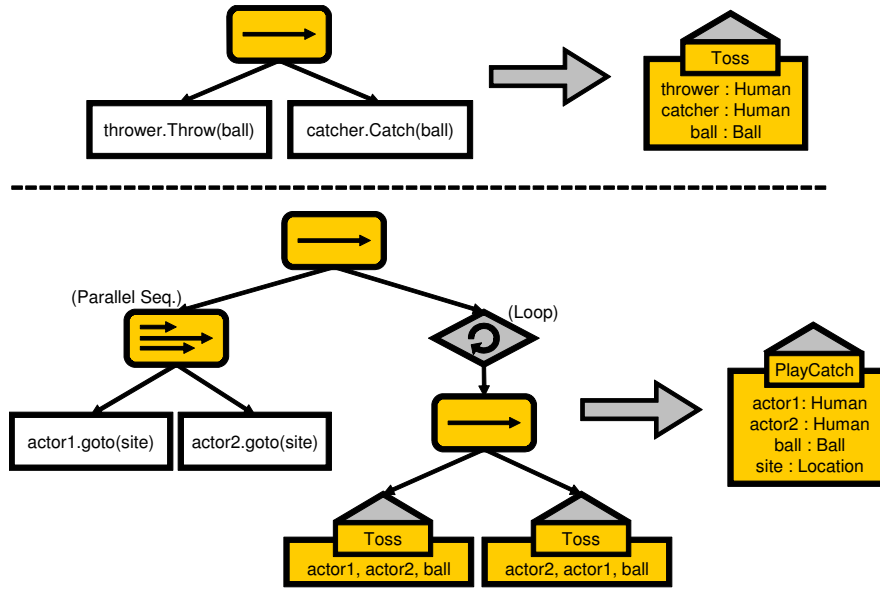 Toss
thrower : Human
catcher : Human
ball : Ball
thrower.Throw(ball)
catcher.Catch(ball)
(Parallel Seq.)
(Loop)
PlayCatch
actor1: Human
actor2 : Human
ball : Ball
site : Location
actor1.goto(site)
actor2.goto(site)
Toss
actor1, actor2, ball
Toss
actor2, actor1, ball